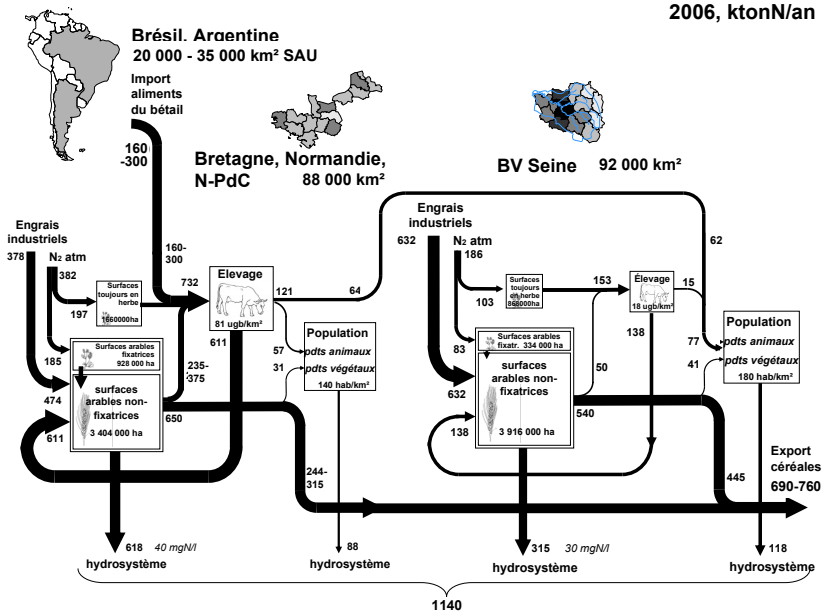 2006, ktonN/an
Brésil, Argentine
20 000 - 35 000 km² SAU
Import
aliments
du bétail
160
-300
Bretagne, Normandie,
N-PdC
88 000 km²
BV Seine
92 000 km²
Engrais
industriels
378
N₂ atm
382
197
Surfaces
toujours en
herbe
1660000ha
160-
300
732
Elevage
81 ugb/km²
611
121
64
62
185
Surfaces arables
fixatrices
928 000 ha
235-
375
474
surfaces
arables non-
fixatrices
3 404 000 ha
611
650
57
31
Population
pdts animaux
pdts végétaux
140 hab/km²
244-
315
618
40 mgN/l
hydrosystème
88
hydrosystème
Engrais
industriels
632
N₂ atm
186
103
Surfaces
toujours
en herbe
868000ha
153
Élevage
18 ugb/km²
15
138
83
Surfaces arables
fixatr. 334 000 ha
50
632
surfaces
arables non-
fixatrices
3 916 000 ha
138
540
77
41
Population
pdts animaux
pdts végétaux
180 hab/km²
445
Export
céréales
690-760
315
30 mgN/l
hydrosystème
118
hydrosystème
1140